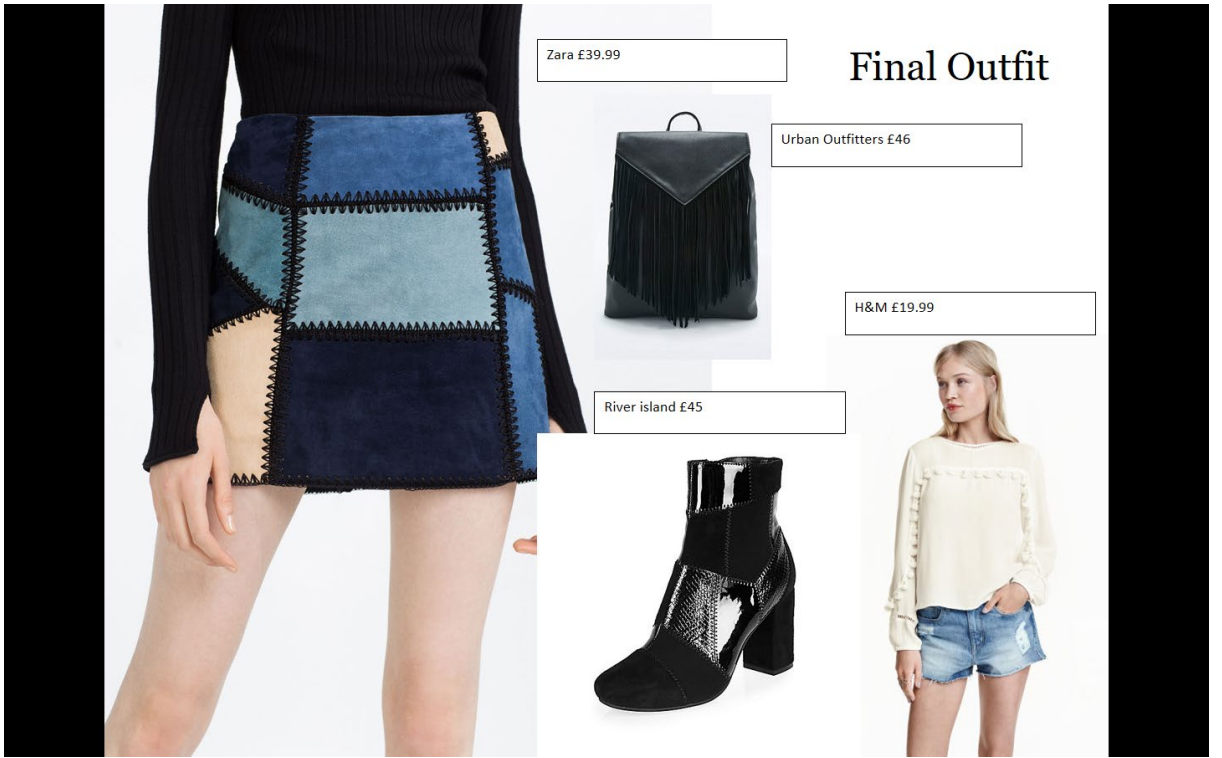 Final Outfit
Zara £39.99
Urban Outfitters £46
H&M £19.99
River island £45